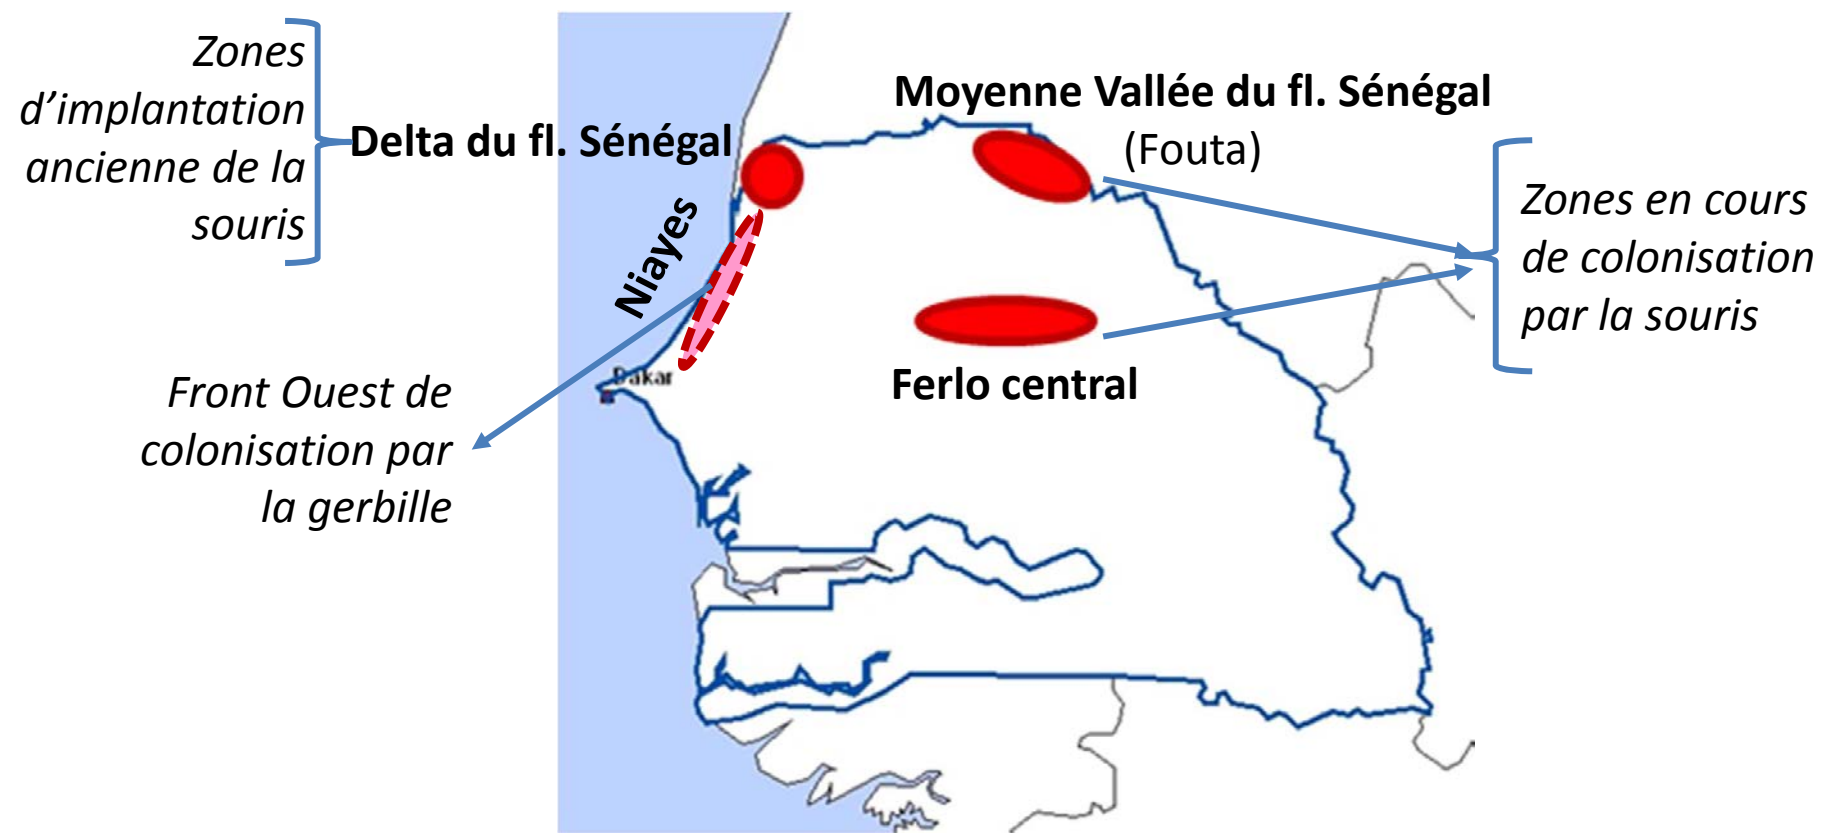 Zones
d’implantation
ancienne de la
souris
Delta du fl. Sénégal
Moyenne Vallée du fl. Sénégal
(Fouta)
Zones en cours
de colonisation
par la souris
Niayes
Dakar
Ferlo central
Front Ouest de
colonisation par
la gerbille